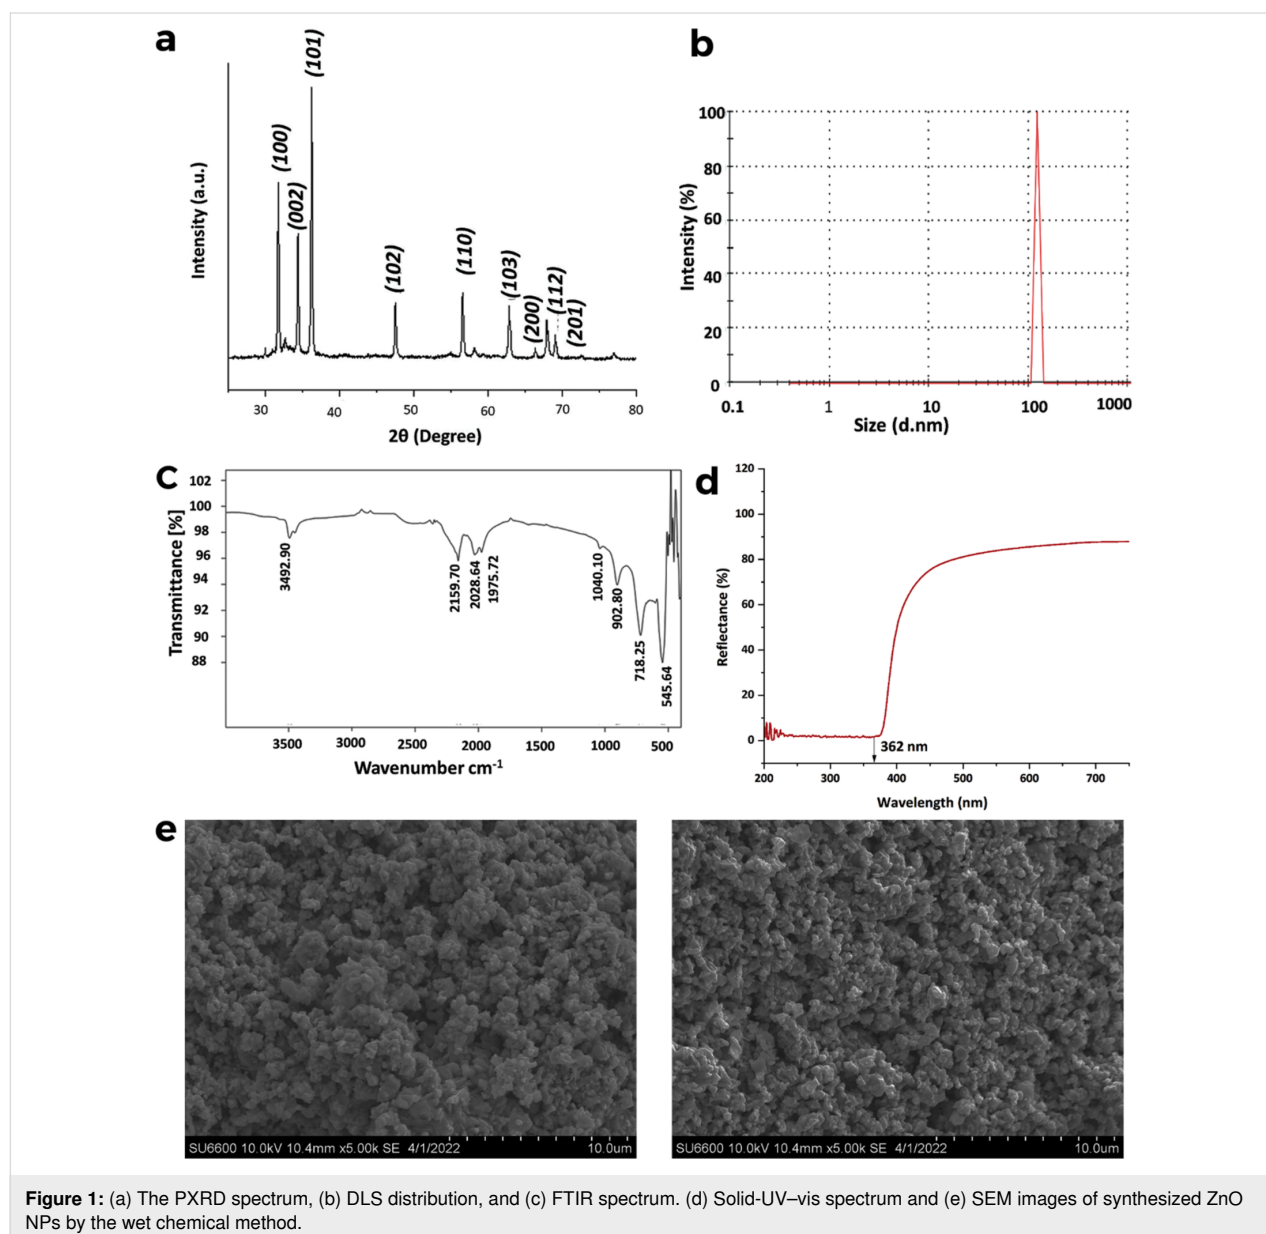 a
Intensity (a.u.)
(100)
(002)
(101)
(102)
(110)
(103)
(200)
(112)
(201)
30 40 50 60 70 80
2θ (Degree)
b
Intensity (%)
100
80
60
40
20
0
0.1 1 10 100 1000
Size (d.nm)
c
Transmittance [%]
102
100
98
96
94
92
90
88
3492.90
2159.70
2028.64
1975.72
1040.10
902.80
718.25
545.64
3500 3000 2500 2000 1500 1000 500
Wavenumber cm-1
d
Reflectance (%)
120
100
80
60
40
20
0
362 nm
200 300 400 500 600 700
Wavelength (nm)
e
SU6600 10.0kV 10.4mm x5.00k SE 4/1/2022 10.0um
SU6600 10.0kV 10.4mm x5.00k SE 4/1/2022 10.0um
Figure 1: (a) The PXRD spectrum, (b) DLS distribution, and (c) FTIR spectrum. (d) Solid-UV–vis spectrum and (e) SEM images of synthesized ZnO
NPs by the wet chemical method.